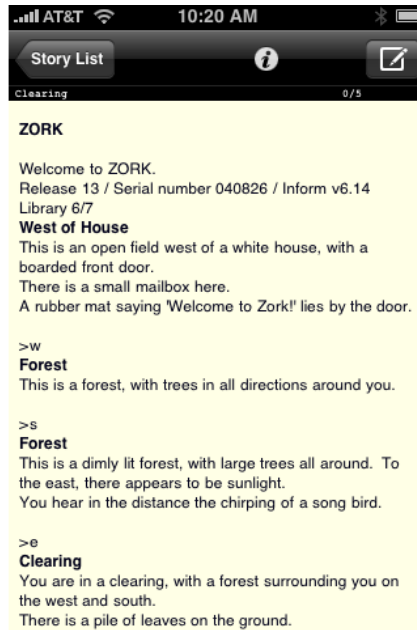 AT&T 10:20 AM
Story List
Clearing 0/5
ZORK
Welcome to ZORK.
Release 13 / Serial number 040826 / Inform v6.14
Library 6/7
West of House
This is an open field west of a white house, with a
boarded front door.
There is a small mailbox here.
A rubber mat saying 'Welcome to Zork!' lies by the door.
>w
Forest
This is a forest, with trees in all directions around you.
>s
Forest
This is a dimly lit forest, with large trees all around. To
the east, there appears to be sunlight.
You hear in the distance the chirping of a song bird.
>e
Clearing
You are in a clearing, with a forest surrounding you on
the west and south.
There is a pile of leaves on the ground.